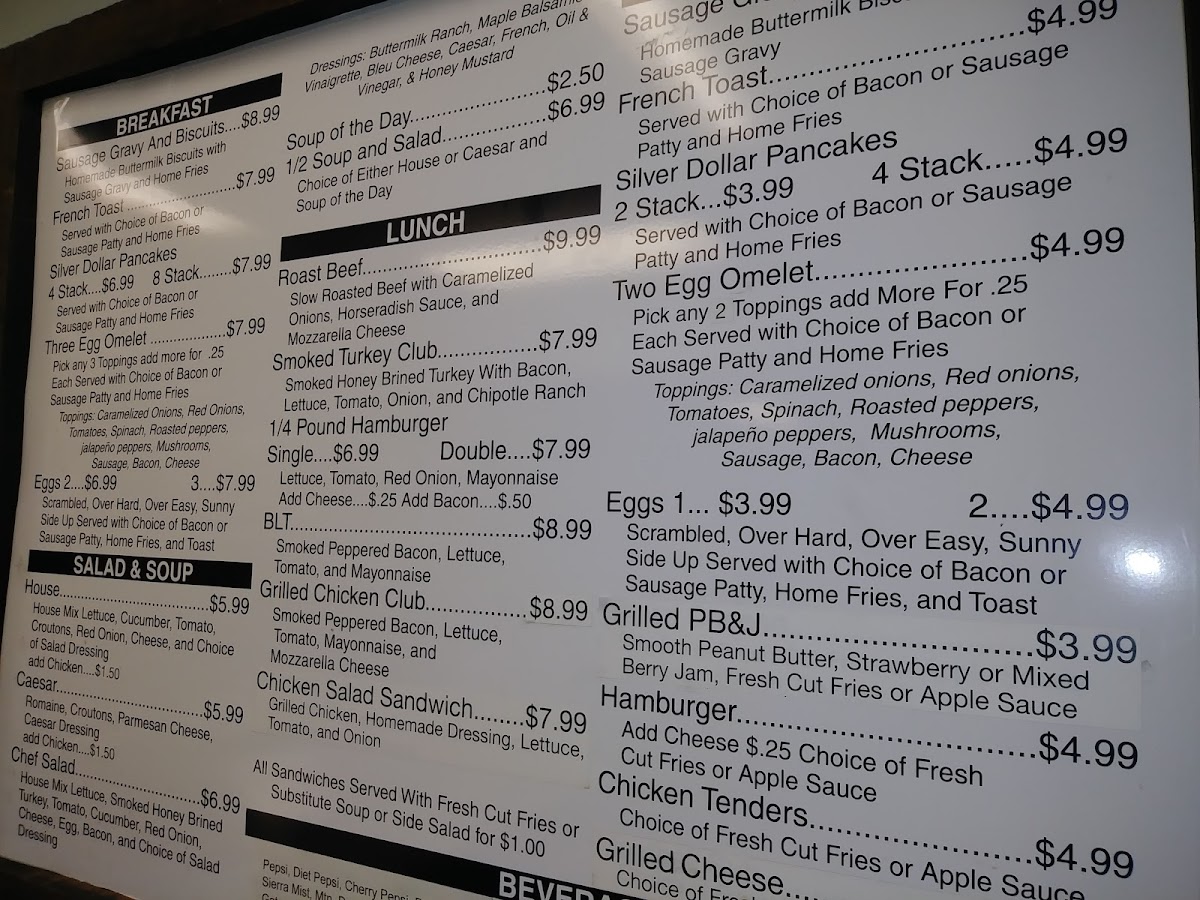 BREAKFAST
Sausage Gravy And Biscuits....$8.99
Homemade Buttermilk Biscuits with
Sausage Gravy and Home Fries
French Toast ....................$7.99
Served with Choice of Bacon or
Sausage Patty and Home Fries
Silver Dollar Pancakes
4 Stack....$6.99 8 Stack.......$7.99
Served with Choice of Bacon or
Sausage Patty and Home Fries
Three Egg Omelet ..............$7.99
Pick any 3 Toppings add more for .25
Each Served with Choice of Bacon or
Sausage Patty and Home Fries
Toppings: Caramelized Onions, Red Onions,
Tomatoes, Spinach, Roasted peppers,
jalapeño peppers, Mushrooms,
Sausage, Bacon, Cheese
Eggs 2....$6.99 3....$7.99
Scrambled, Over Hard, Over Easy, Sunny
Side Up Served with Choice of Bacon or
Sausage Patty, Home Fries, and Toast
SALAD & SOUP
House............................$5.99
House Mix Lettuce, Cucumber, Tomato,
Croutons, Red Onion, Cheese, and Choice
of Salad Dressing
add Chicken....$1.50
Caesar...........................$5.99
Romaine, Croutons, Parmesan Cheese,
Caesar Dressing
add Chicken....$1.50
Chef Salad.......................$6.99
House Mix Lettuce, Smoked Honey Brined
Turkey, Tomato, Cucumber, Red Onion,
Cheese, Egg, Bacon, and Choice of Salad
Dressing
Dressings: Buttermilk Ranch, Maple Balsamic
Vinaigrette, Bleu Cheese, Caesar, French, Oil &
Vinegar, & Honey Mustard
Soup of the Day....................$2.50
1/2 Soup and Salad...............$6.99
Choice of Either House or Caesar and
Soup of the Day
LUNCH
Roast Beef..........................$9.99
Slow Roasted Beef with Caramelized
Onions, Horseradish Sauce, and
Mozzarella Cheese
Smoked Turkey Club...............$7.99
Smoked Honey Brined Turkey With Bacon,
Lettuce, Tomato, Onion, and Chipotle Ranch
1/4 Pound Hamburger
Single....$6.99 Double....$7.99
Lettuce, Tomato, Red Onion, Mayonnaise
Add Cheese....$.25 Add Bacon....$.50
BLT...................................$8.99
Smoked Peppered Bacon, Lettuce,
Tomato, and Mayonnaise
Grilled Chicken Club...............$8.99
Smoked Peppered Bacon, Lettuce,
Tomato, Mayonnaise, and
Mozzarella Cheese
Chicken Salad Sandwich........$7.99
Grilled Chicken, Homemade Dressing, Lettuce,
Tomato, and Onion
All Sandwiches Served With Fresh Cut Fries or
Substitute Soup or Side Salad for $1.00
Pepsi, Diet Pepsi, Cherry
Sierra Mist,
Sausage
Homemade Buttermilk
Sausage Gravy
French Toast..........................$4.99
Served with Choice of Bacon or Sausage
Patty and Home Fries
Silver Dollar Pancakes
2 Stack...$3.99 4 Stack.....$4.99
Served with Choice of Bacon or Sausage
Patty and Home Fries
Two Egg Omelet......................$4.99
Pick any 2 Toppings add More For .25
Each Served with Choice of Bacon or
Sausage Patty and Home Fries
Toppings: Caramelized onions, Red onions,
Tomatoes, Spinach, Roasted peppers,
jalapeño peppers, Mushrooms,
Sausage, Bacon, Cheese
Eggs 1... $3.99 2....$4.99
Scrambled, Over Hard, Over Easy, Sunny
Side Up Served with Choice of Bacon or
Sausage Patty, Home Fries, and Toast
Grilled PB&J...........................$3.99
Smooth Peanut Butter, Strawberry or Mixed
Berry Jam, Fresh Cut Fries or Apple Sauce
Hamburger..............................$4.99
Add Cheese $.25 Choice of Fresh
Cut Fries or Apple Sauce
Chicken Tenders......................$4.99
Choice of Fresh Cut Fries or Apple Sauce
Grilled Cheese...
Choice of